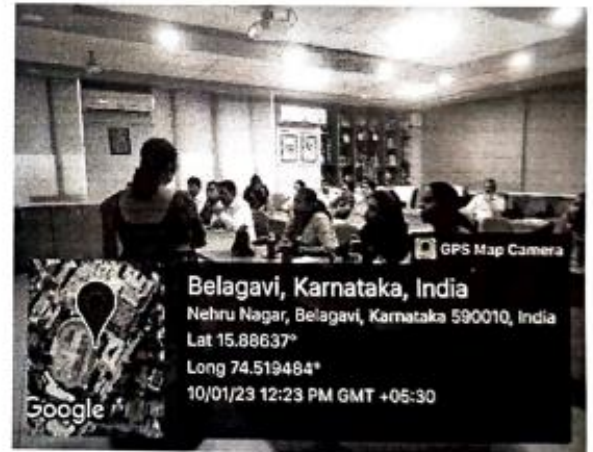 GPS Map Camera
Belagavi, Karnataka, India
Nehru Nagar, Belagavi, Karnataka 590010, India
Lat 15.88637°
Long 74.519484°
10/01/23 12:23 PM GMT +05:30
Google